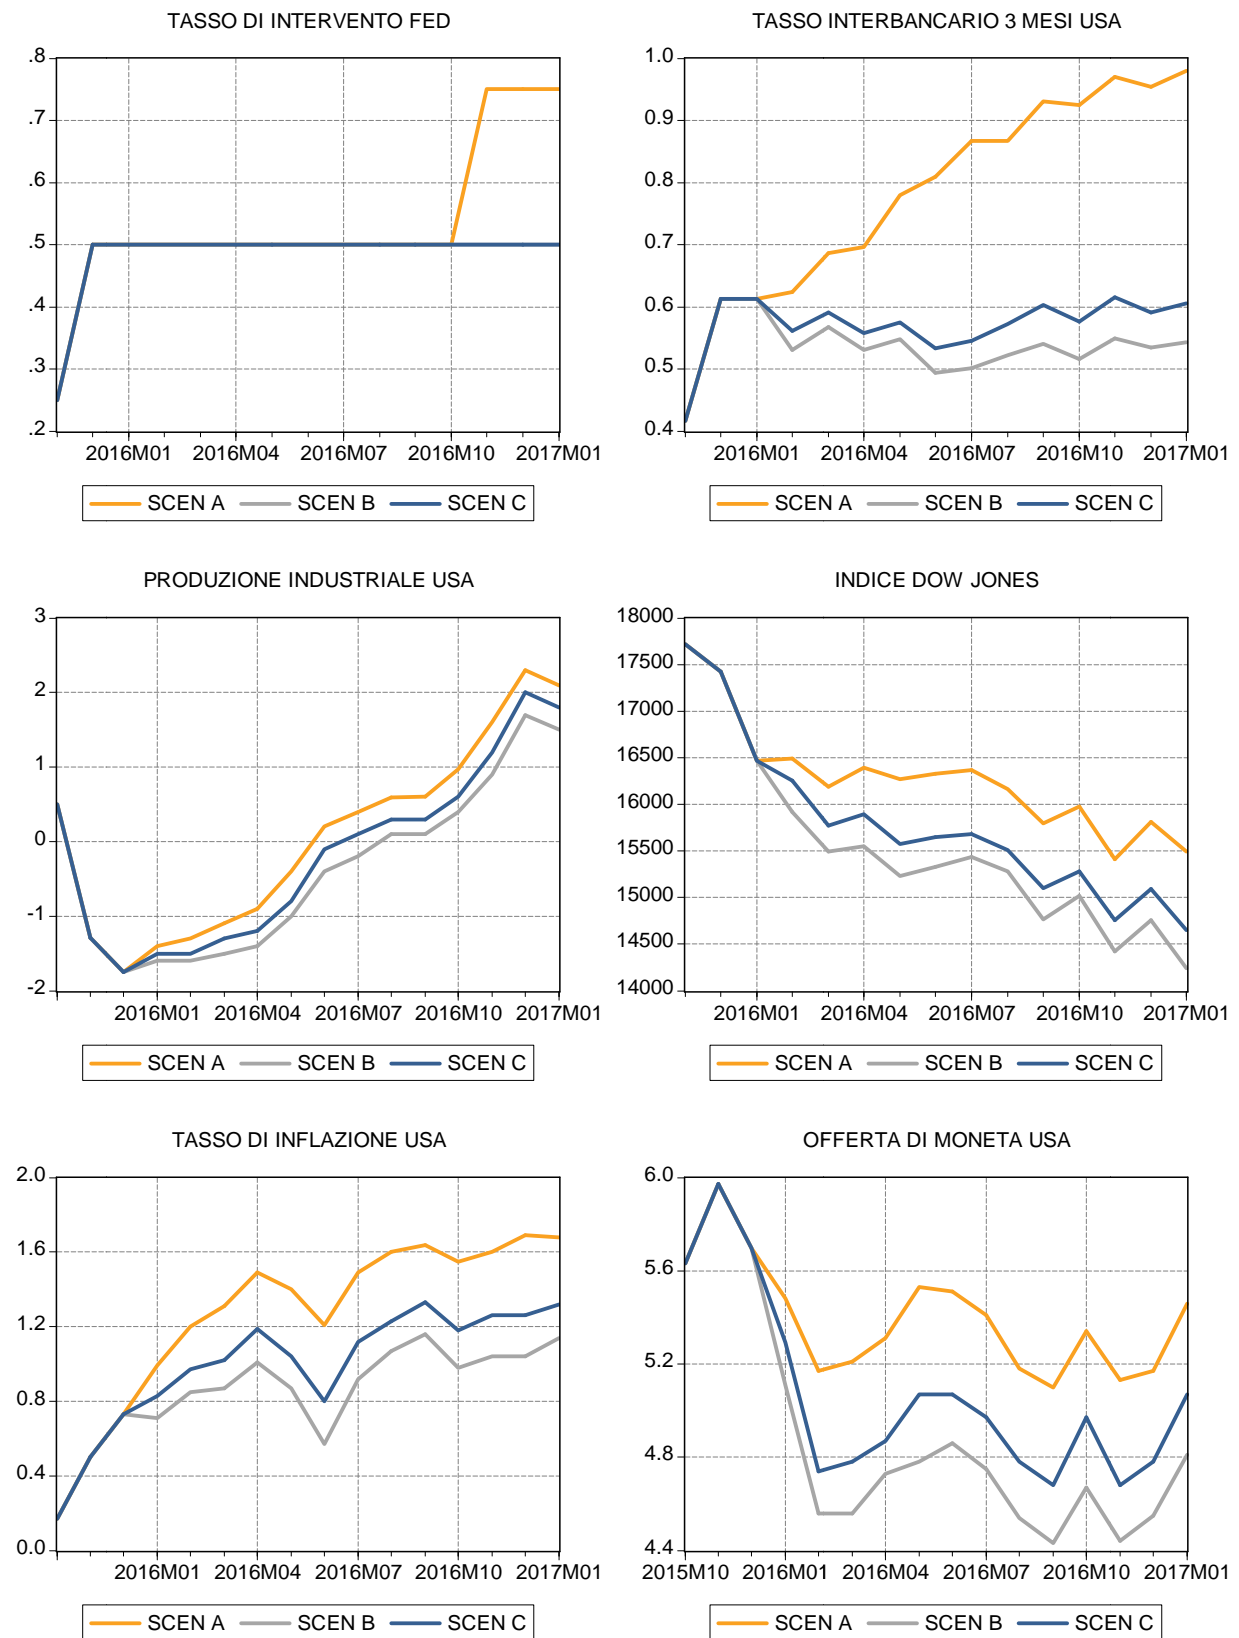 TASSO DI INTERVENTO FED
.8
.7
.6
.5
.4
.3
.2
2016M01 2016M04 2016M07 2016M10 2017M01
SCEN A SCEN B SCEN C
TASSO INTERBANCARIO 3 MESI USA
1.0
0.9
0.8
0.7
0.6
0.5
0.4
2016M01 2016M04 2016M07 2016M10 2017M01
SCEN A SCEN B SCEN C
PRODUZIONE INDUSTRIALE USA
3
2
1
0
-1
-2
2016M01 2016M04 2016M07 2016M10 2017M01
SCEN A SCEN B SCEN C
INDICE DOW JONES
18000
17500
17000
16500
16000
15500
15000
14500
14000
2016M01 2016M04 2016M07 2016M10 2017M01
SCEN A SCEN B SCEN C
TASSO DI INFLAZIONE USA
2.0
1.6
1.2
0.8
0.4
0.0
2016M01 2016M04 2016M07 2016M10 2017M01
SCEN A SCEN B SCEN C
OFFERTA DI MONETA USA
6.0
5.6
5.2
4.8
4.4
2015M10 2016M01 2016M04 2016M07 2016M10 2017M01
SCEN A SCEN B SCEN C